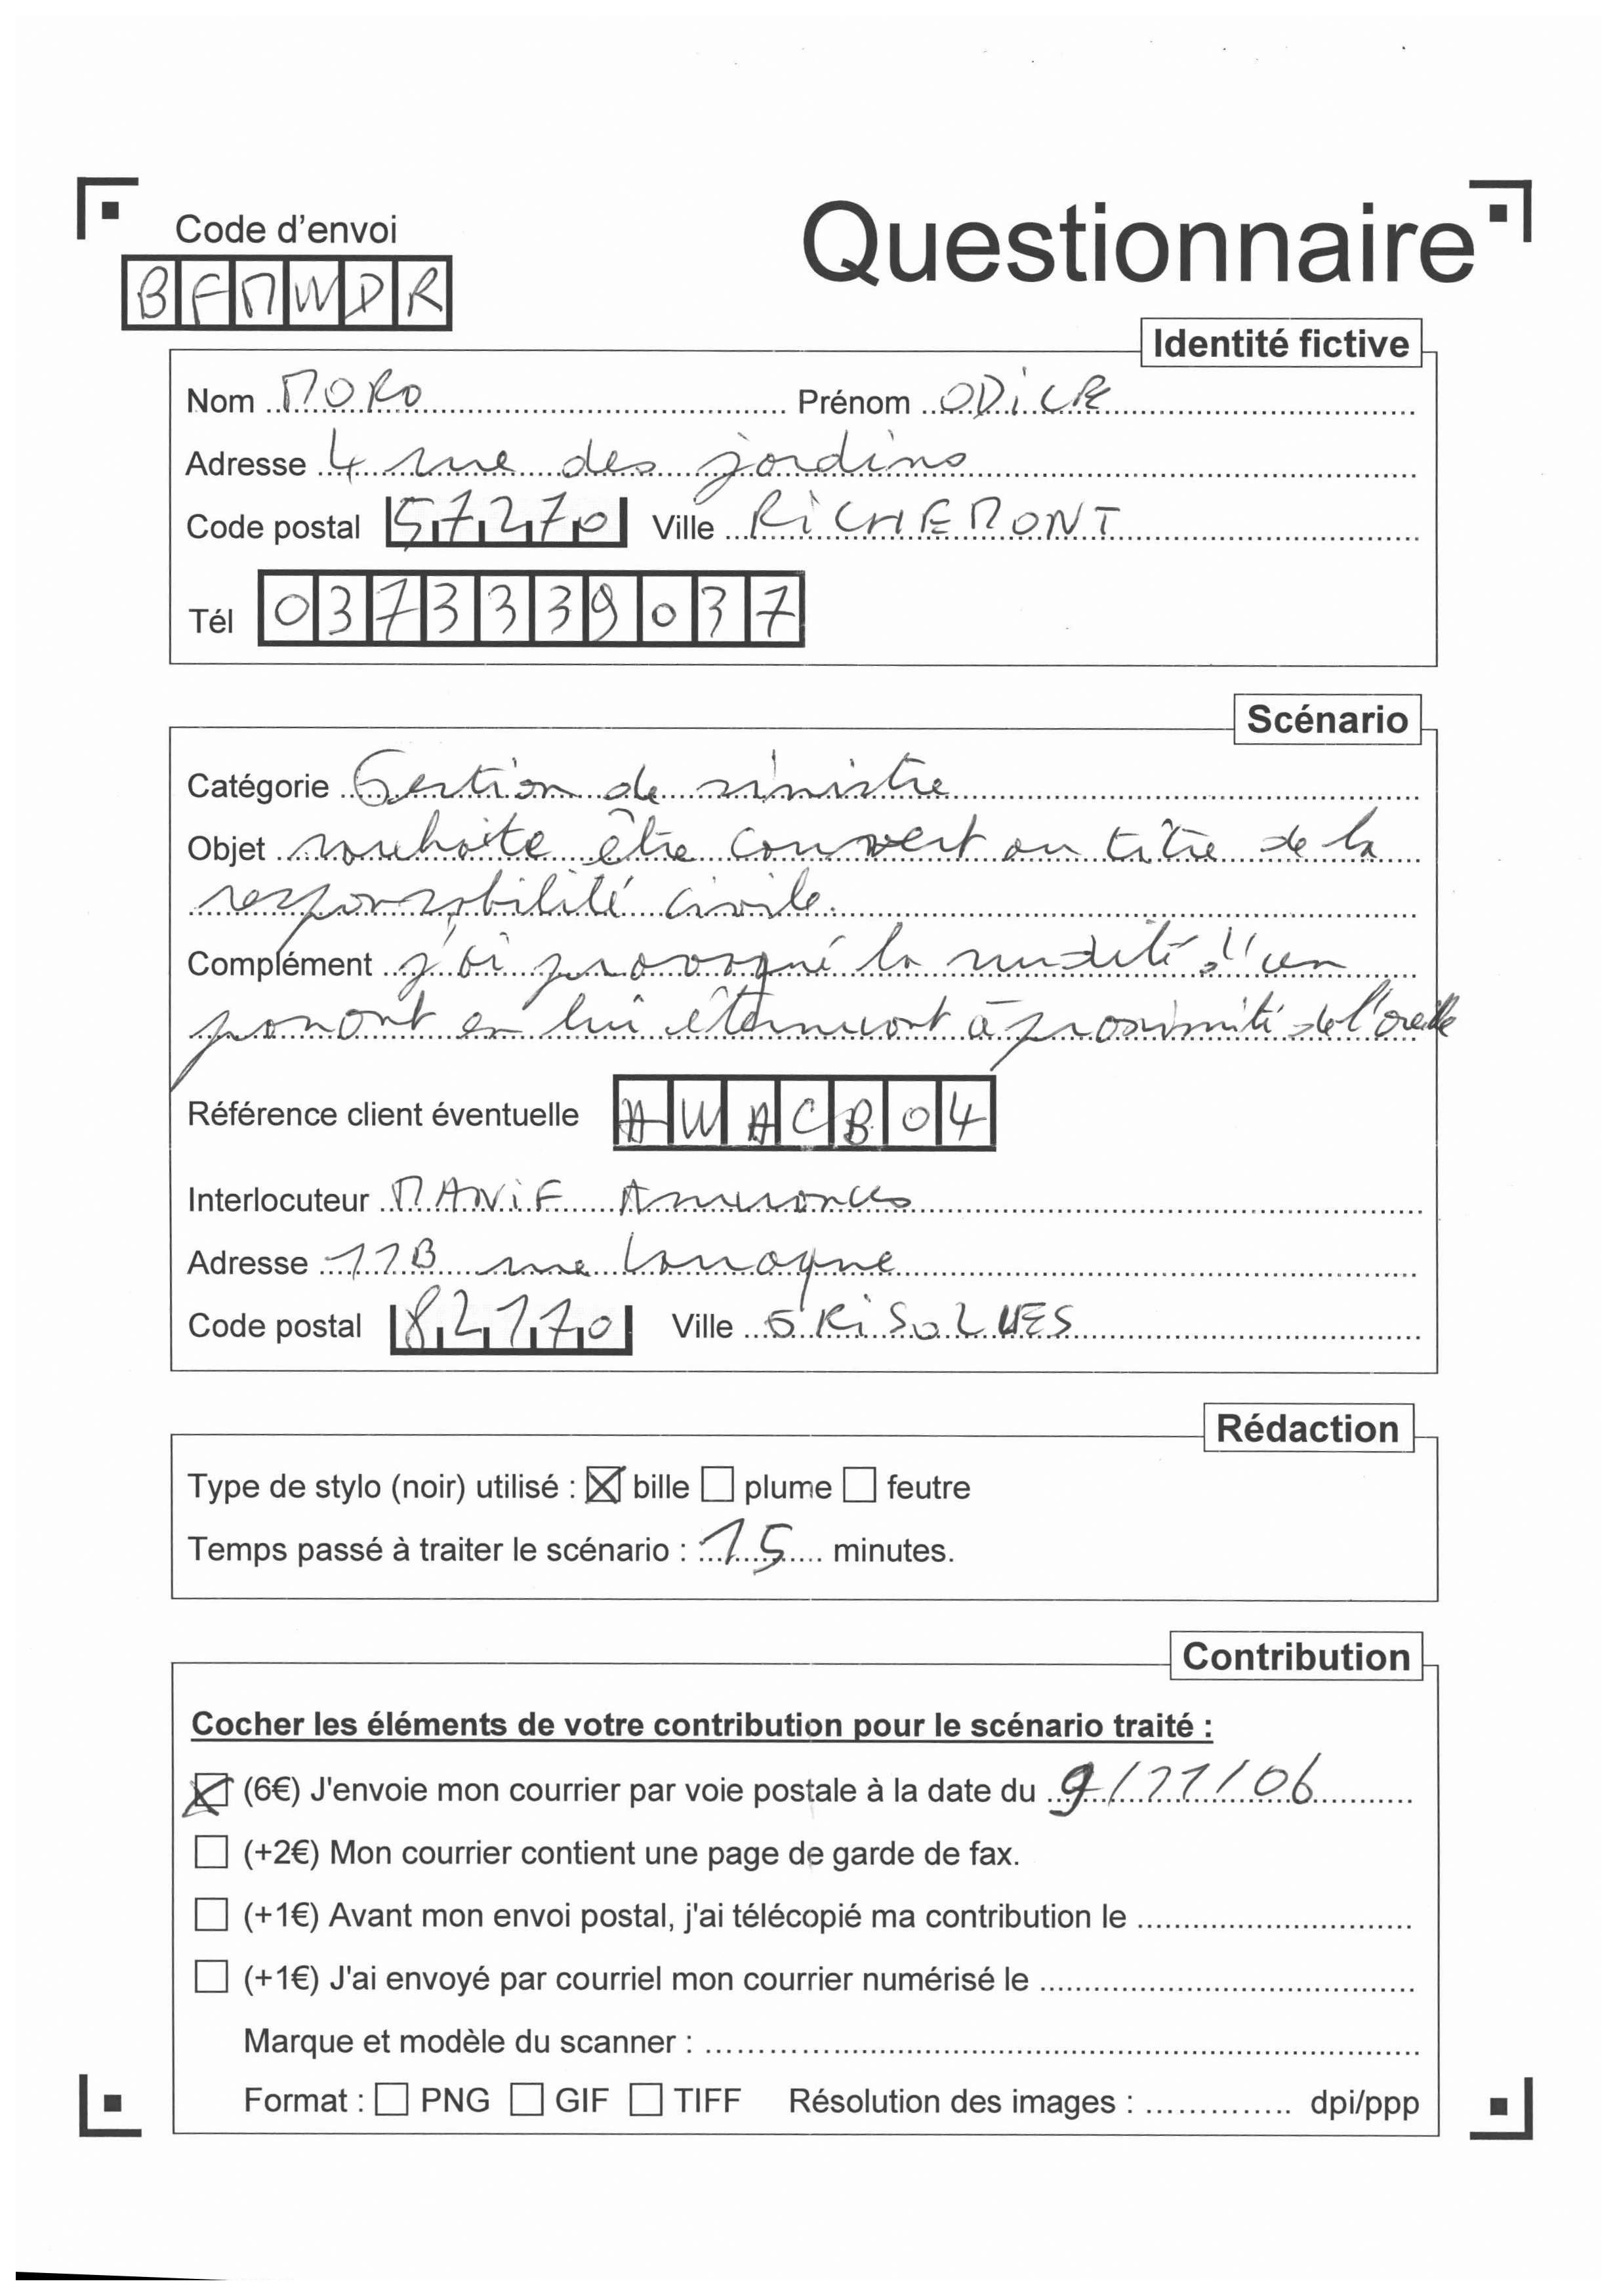 Code d'envoi
Questionnaire
BFMWDR
Identité fictive
Nom MORO Prénom ODILE
Adresse 4 rue des jardins
Code postal 57270 Ville RICHEMONT
Tél 0373339037
Scénario
Catégorie Gestion de sinistre
Objet souhaite être couvert au titre de la
responsabilité civile.
Complément j'ai provoqué la surdité d'un
passant en lui éternuant à proximité de l'oreille
Référence client éventuelle AWACB04
Interlocuteur MANIF Assurances
Adresse 11B rue Lomagne
Code postal 82170 Ville GRISOLLES
Rédaction
Type de stylo (noir) utilisé : ☒ bille ☐ plume ☐ feutre
Temps passé à traiter le scénario : 15 minutes.
Contribution
Cocher les éléments de votre contribution pour le scénario traité :
☒ (6€) J'envoie mon courrier par voie postale à la date du 9/11/06
☐ (+2€) Mon courrier contient une page de garde de fax.
☐ (+1€) Avant mon envoi postal, j'ai télécopié ma contribution le
☐ (+1€) J'ai envoyé par courriel mon courrier numérisé le
Marque et modèle du scanner :
Format : ☐ PNG ☐ GIF ☐ TIFF Résolution des images : dpi/ppp